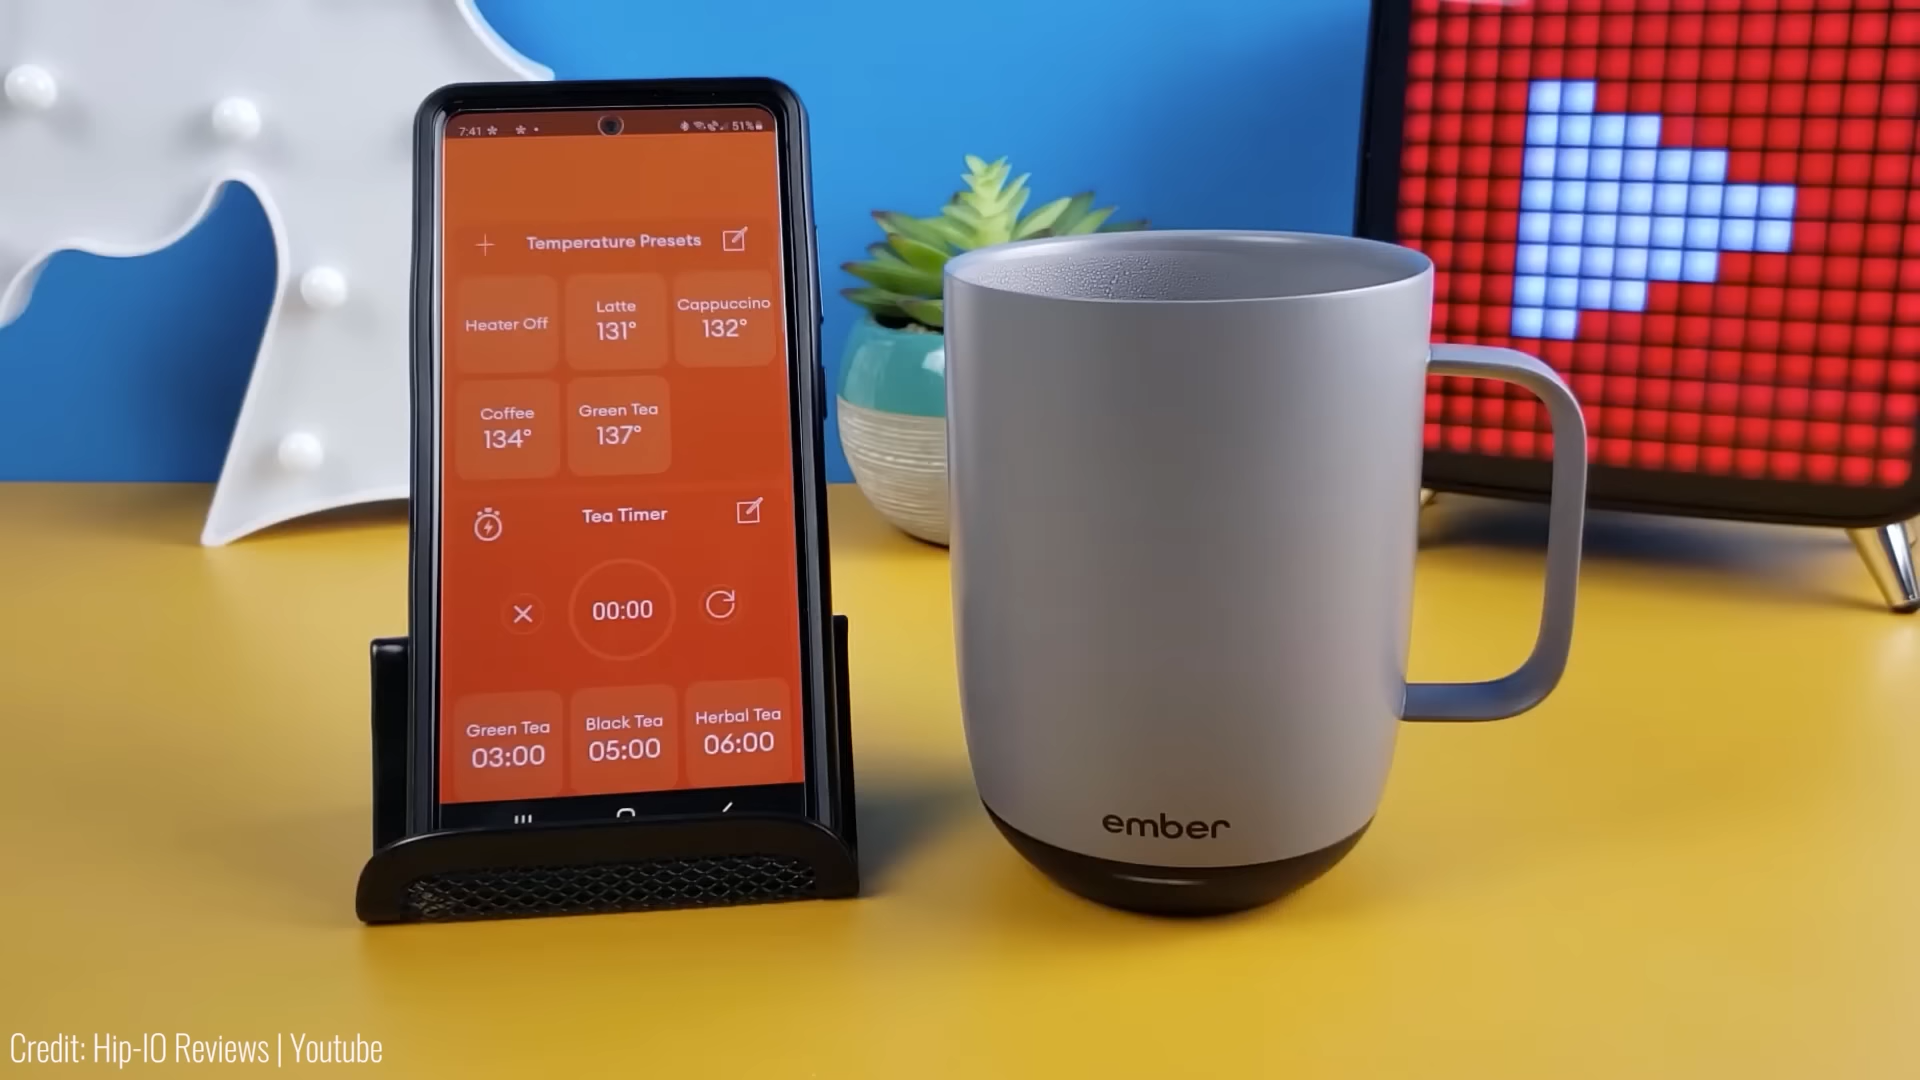 7:41
51%
Temperature Presets
Heater Off
Latte
131°
Cappuccino
132°
Coffee
134°
Green Tea
137°
Tea Timer
00:00
Green Tea
03:00
Black Tea
05:00
Herbal Tea
06:00
ember
Credit: Hip-IO Reviews | Youtube